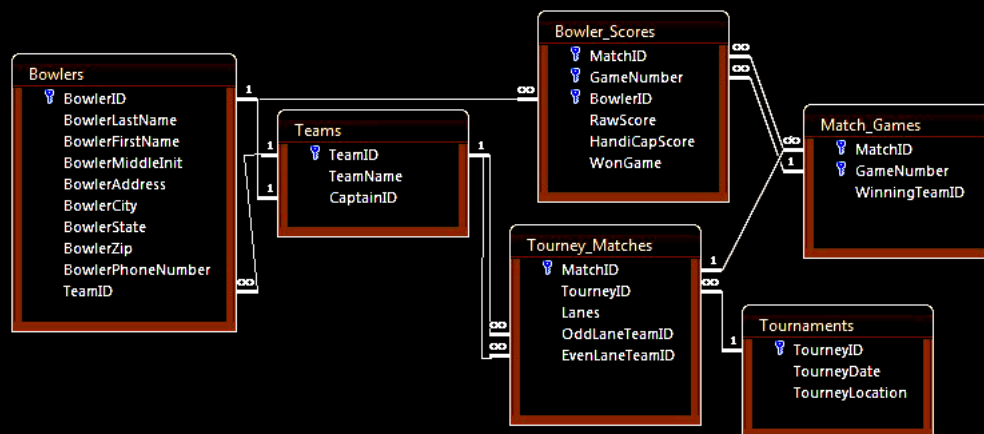 Bowlers
BowlerID
BowlerLastName
BowlerFirstName
BowlerMiddleInit
BowlerAddress
BowlerCity
BowlerState
BowlerZip
BowlerPhoneNumber
TeamID
1
∞
Teams
TeamID
TeamName
CaptainID
1
1
1
Bowler_Scores
MatchID
GameNumber
BowlerID
RawScore
HandiCapScore
WonGame
∞
∞
∞
Tourney_Matches
MatchID
TourneyID
Lanes
OddLaneTeamID
EvenLaneTeamID
1
∞
∞
∞
Match_Games
MatchID
GameNumber
WinningTeamID
∞
1
Tournaments
TourneyID
TourneyDate
TourneyLocation
1